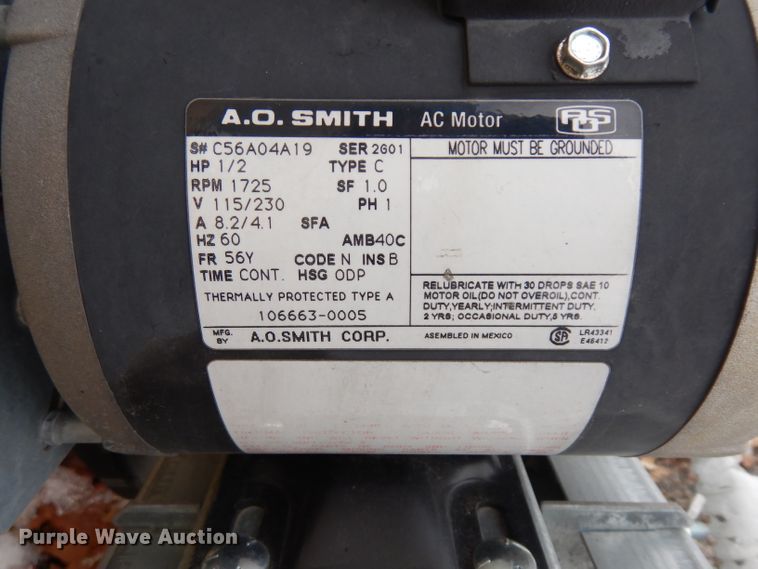 A.O. SMITH AC Motor AOS
S# C56A04A19 SER 2G01
HP 1/2 TYPE C
RPM 1725 SF 1.0
V 115/230 PH 1
A 8.2/4.1 SFA
HZ 60 AMB40C
FR 56Y CODE N INS B
TIME CONT. HSG ODP
THERMALLY PROTECTED TYPE A
106663-0005
MOTOR MUST BE GROUNDED
RELUBRICATE WITH 30 DROPS SAE 10
MOTOR OIL(DO NOT OVEROIL),CONT.
DUTY,YEARLY;INTERMITTENT DUTY,
2 YRS; OCCASIONAL DUTY,5 YRS.
MFG. BY A.O.SMITH CORP. ASEMBLED IN MEXICO
LR43341
E46412
Purple Wave Auction